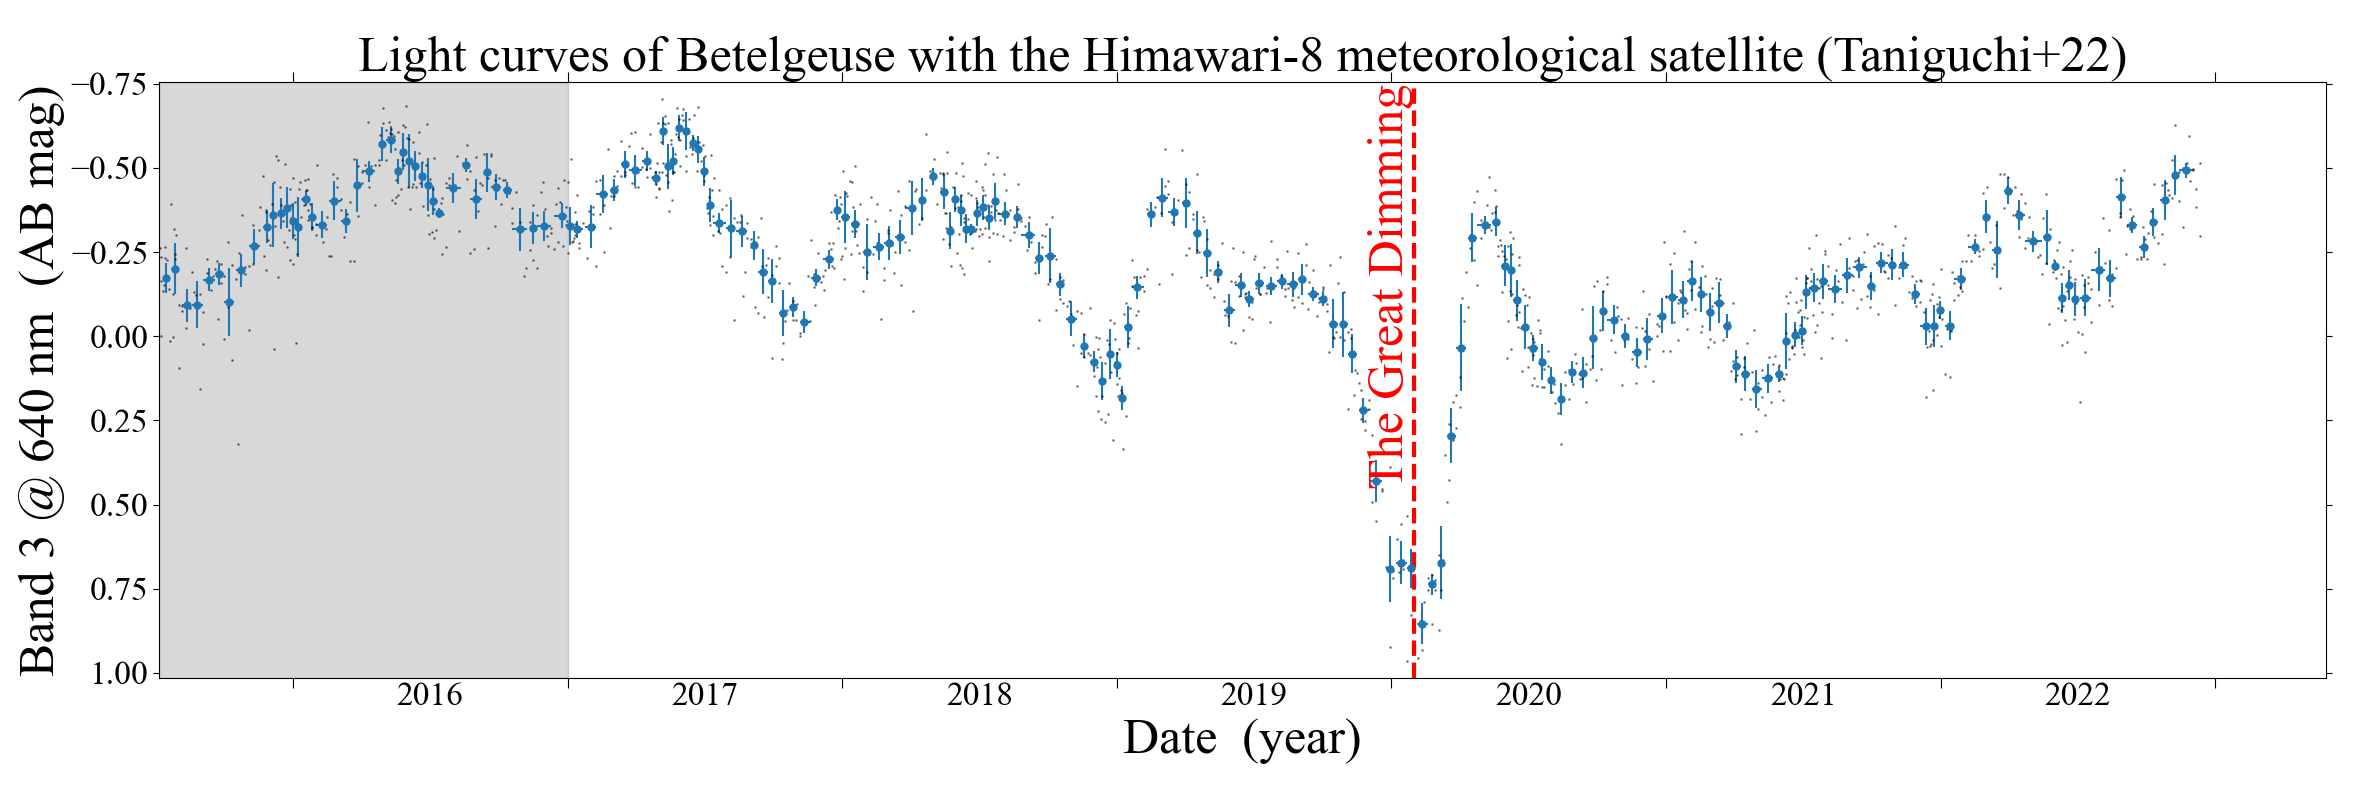 Light curves of Betelgeuse with the Himawari-8 meteorological satellite (Taniguchi+22)
Band 3 @ 640 nm  (AB mag)
−0.75
−0.50
−0.25
0.00
0.25
0.50
0.75
1.00
The Great Dimming
2016 2017 2018 2019 2020 2021 2022
Date  (year)